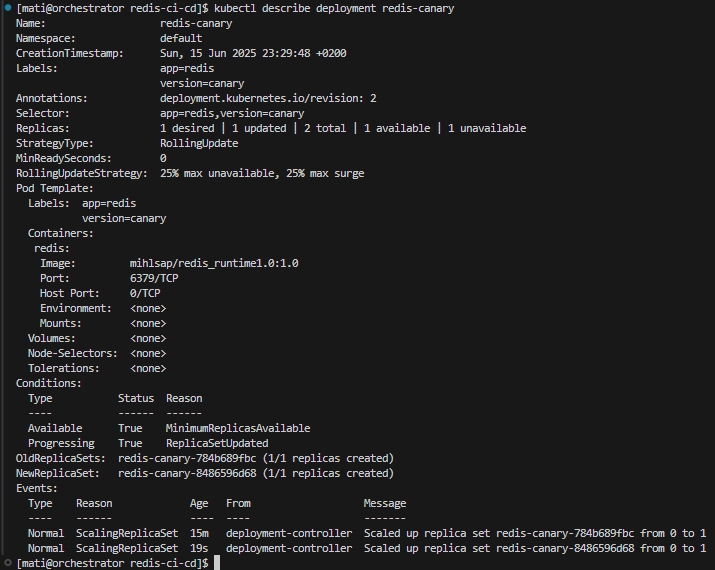 [mati@orchestrator redis-ci-cd]$ kubectl describe deployment redis-canary
Name:                   redis-canary
Namespace:              default
CreationTimestamp:      Sun, 15 Jun 2025 23:29:48 +0200
Labels:                 app=redis
                        version=canary
Annotations:            deployment.kubernetes.io/revision: 2
Selector:               app=redis,version=canary
Replicas:               1 desired | 1 updated | 2 total | 1 available | 1 unavailable
StrategyType:           RollingUpdate
MinReadySeconds:        0
RollingUpdateStrategy:  25% max unavailable, 25% max surge
Pod Template:
  Labels:  app=redis
           version=canary
  Containers:
   redis:
    Image:         mihlsap/redis_runtime1.0:1.0
    Port:          6379/TCP
    Host Port:     0/TCP
    Environment:   <none>
    Mounts:        <none>
  Volumes:         <none>
  Node-Selectors:  <none>
  Tolerations:     <none>
Conditions:
  Type           Status  Reason
  ----           ------  ------
  Available      True    MinimumReplicasAvailable
  Progressing    True    ReplicaSetUpdated
OldReplicaSets:  redis-canary-784b689fbc (1/1 replicas created)
NewReplicaSet:   redis-canary-8486596d68 (1/1 replicas created)
Events:
  Type    Reason             Age   From                   Message
  ----    ------             ----  ----                   -------
  Normal  ScalingReplicaSet  15m   deployment-controller  Scaled up replica set redis-canary-784b689fbc from 0 to 1
  Normal  ScalingReplicaSet  19s   deployment-controller  Scaled up replica set redis-canary-8486596d68 from 0 to 1
[mati@orchestrator redis-ci-cd]$